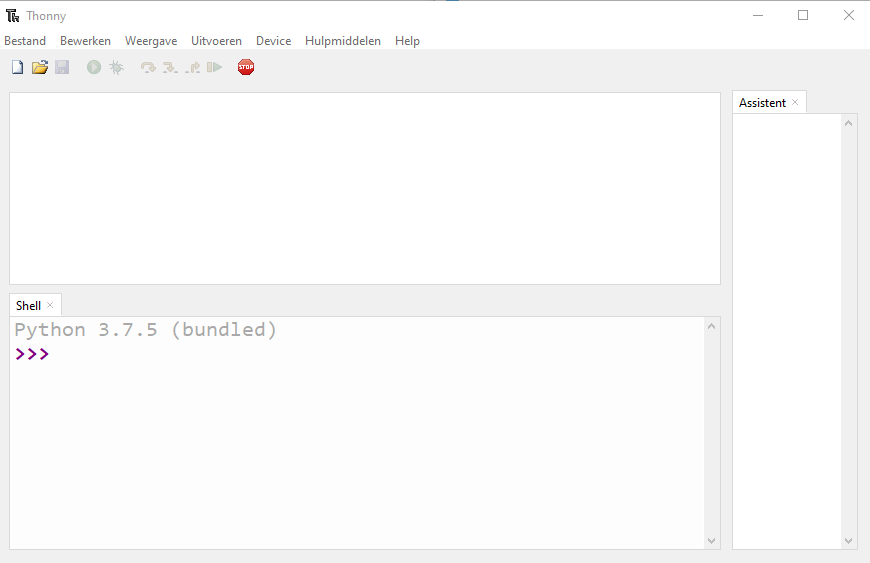 Thonny
Bestand Bewerken Weergave Uitvoeren Device Hulpmiddelen Help
STOP
Assistent
Shell
Python 3.7.5 (bundled)
>>>